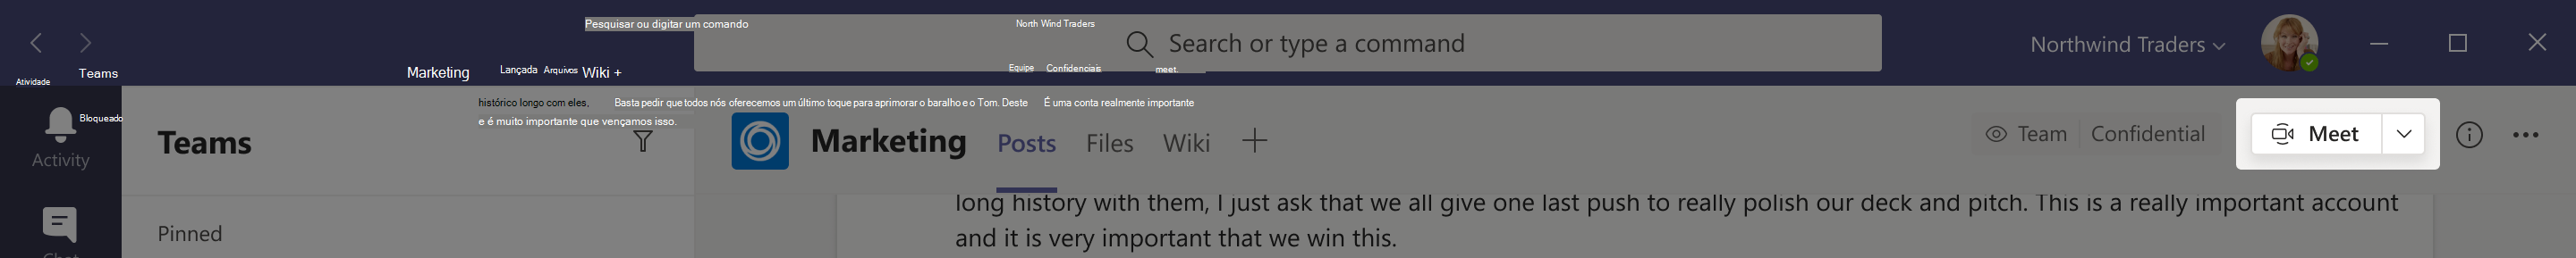 Pesquisar ou digitar um comando
North Wind Traders
Search or type a command
Northwind Traders
Atividade
Teams
Marketing
Lançada
Arquivos
Wiki +
Equipe
Confidenciais
meet.
histórico longo com eles,
Basta pedir que todos nós oferecemos um último toque para aprimorar o baralho e o Tom. Deste
É uma conta realmente importante
e é muito importante que vençamos isso.
Bloqueado
Activity
Teams
Marketing
Posts
Files
Wiki
Team
Confidential
Meet
long history with them, I just ask that we all give one last push to really polish our deck and pitch. This is a really important account
and it is very important that we win this.
Pinned
Chat